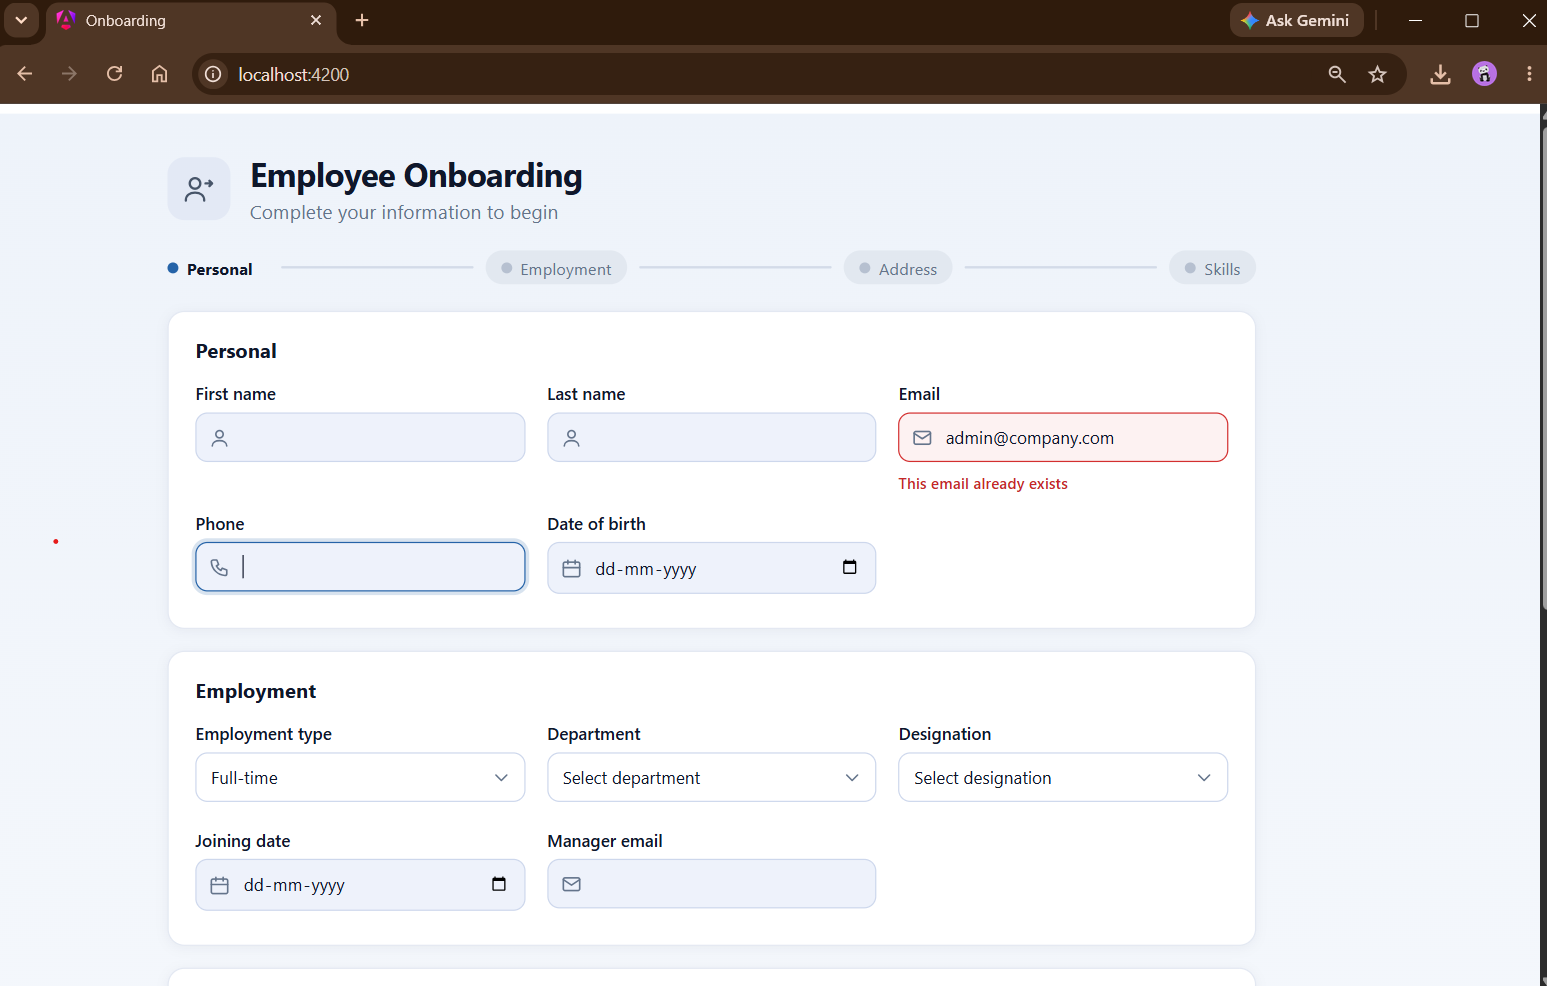 Onboarding
Ask Gemini
localhost:4200
Employee Onboarding
Complete your information to begin
Personal Employment Address Skills
Personal
First name Last name Email
admin@company.com
This email already exists
Phone Date of birth
dd-mm-yyyy
Employment
Employment type Department Designation
Full-time Select department Select designation
Joining date Manager email
dd-mm-yyyy